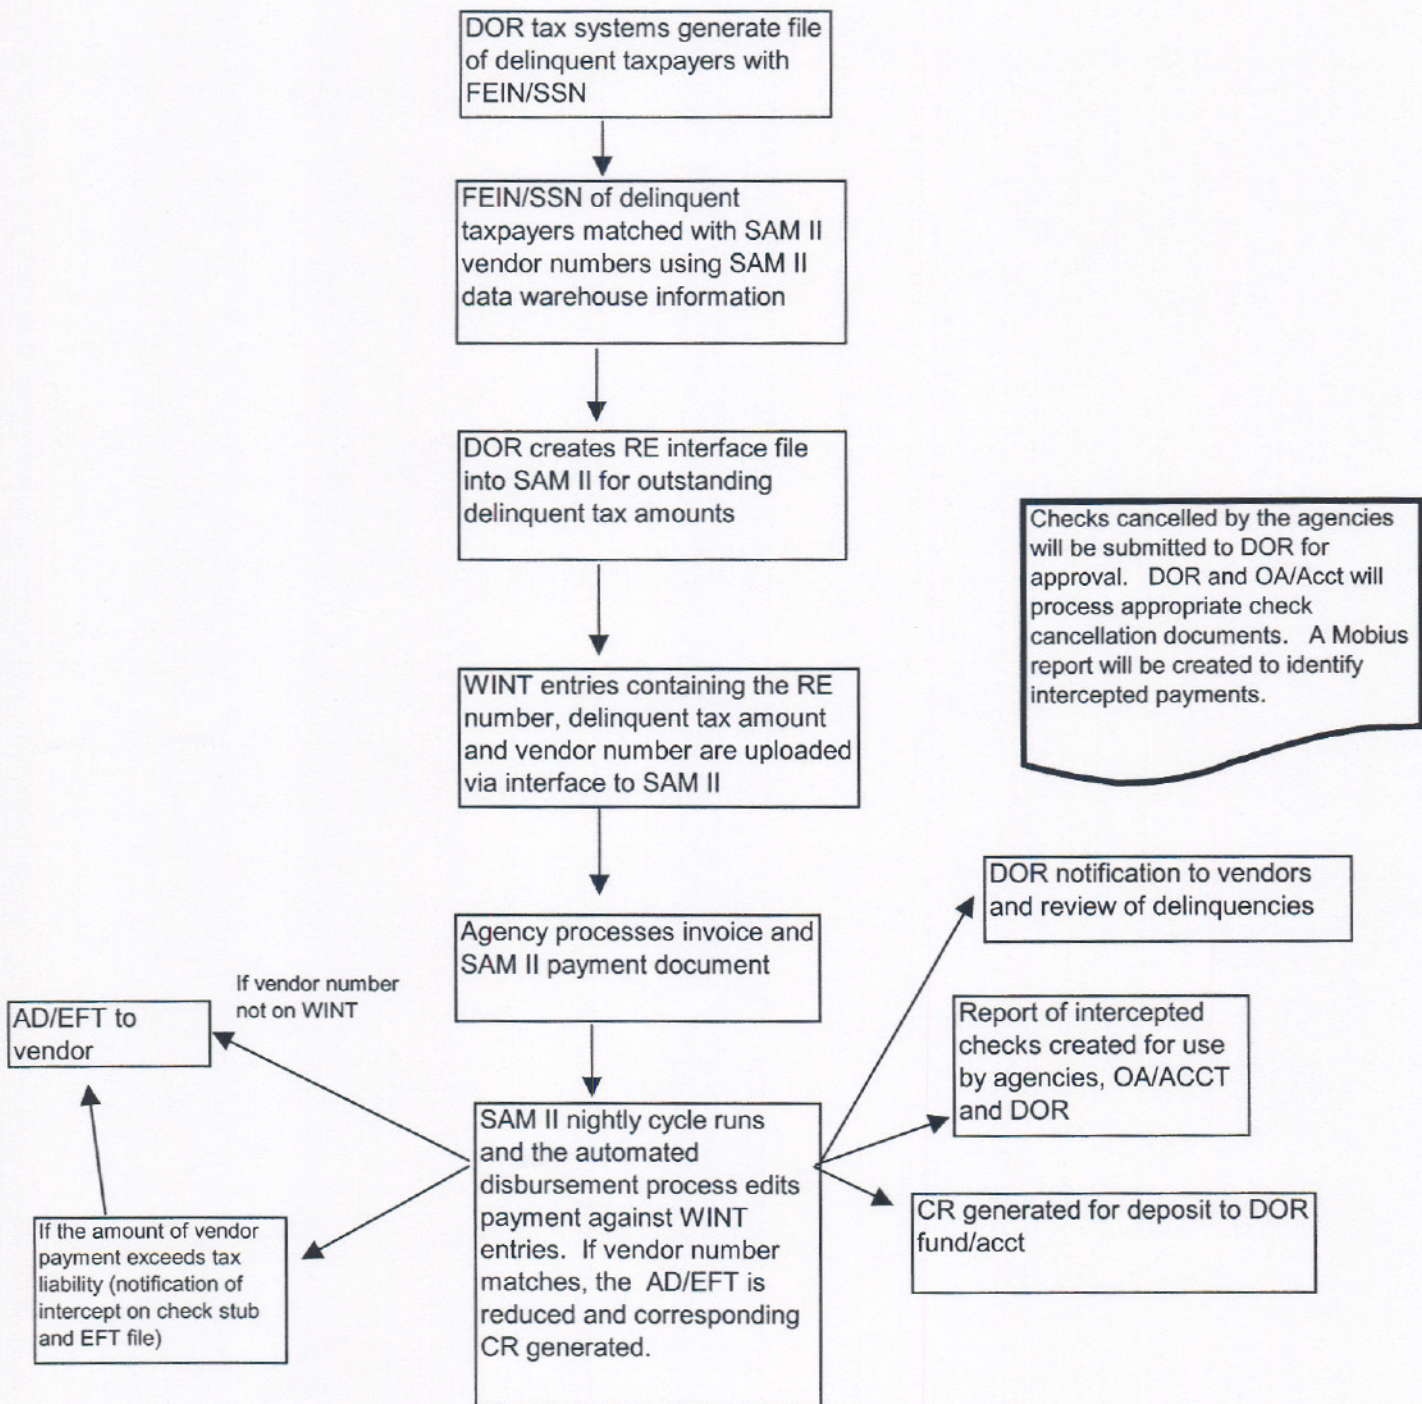 DOR tax systems generate file
of delinquent taxpayers with
FEIN/SSN
FEIN/SSN of delinquent
taxpayers matched with SAM II
vendor numbers using SAM II
data warehouse information
DOR creates RE interface file
into SAM II for outstanding
delinquent tax amounts
Checks cancelled by the agencies
will be submitted to DOR for
approval. DOR and OA/Acct will
process appropriate check
cancellation documents. A Mobius
report will be created to identify
intercepted payments.
WINT entries containing the RE
number, delinquent tax amount
and vendor number are uploaded
via interface to SAM II
DOR notification to vendors
and review of delinquencies
Agency processes invoice and
SAM II payment document
If vendor number
not on WINT
AD/EFT to
vendor
Report of intercepted
checks created for use
by agencies, OA/ACCT
and DOR
SAM II nightly cycle runs
and the automated
disbursement process edits
payment against WINT
entries. If vendor number
matches, the AD/EFT is
reduced and corresponding
CR generated.
CR generated for deposit to DOR
fund/acct
If the amount of vendor
payment exceeds tax
liability (notification of
intercept on check stub
and EFT file)